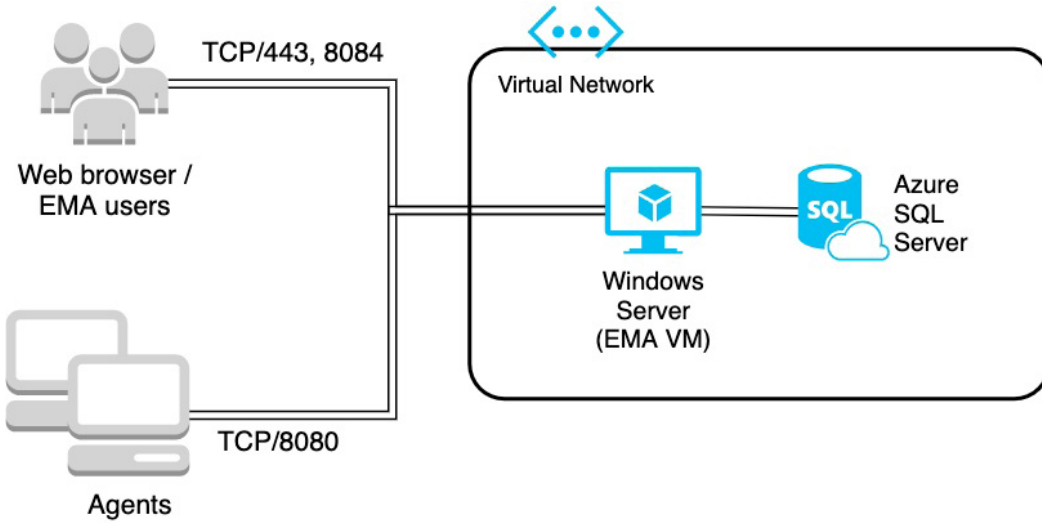 TCP/443, 8084
Virtual Network
Web browser /
EMA users
SQL
Azure
SQL
Server
Windows
Server
(EMA VM)
TCP/8080
Agents